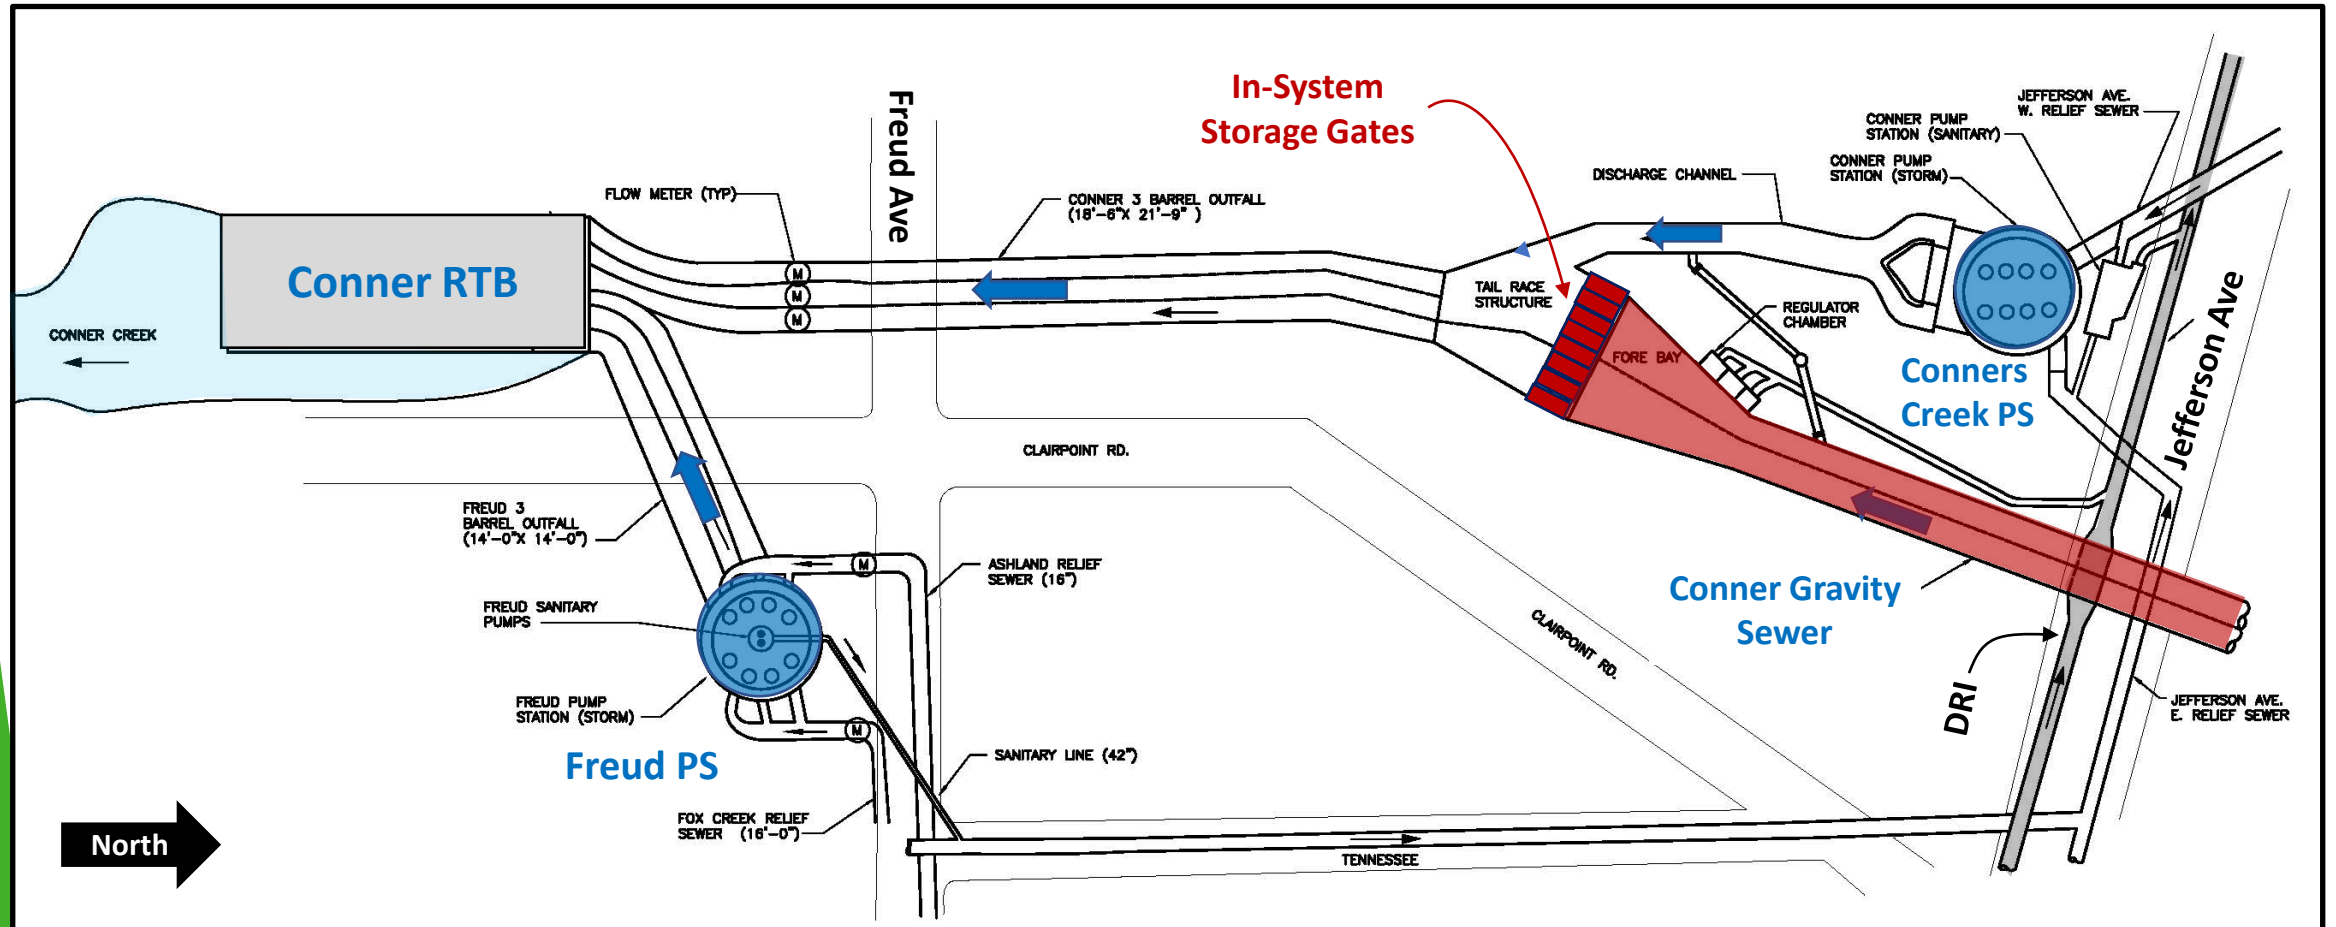 In-System
Storage Gates
Freud Ave
JEFFERSON AVE.
W. RELIEF SEWER
CONNER PUMP
STATION (SANITARY)
CONNER PUMP
STATION (STORM)
DISCHARGE CHANNEL
FLOW METER (TYP)
CONNER 3 BARREL OUTFALL
(18'-6"X 21'-9" )
M
M
M
Conner RTB
CONNER CREEK
TAIL RACE
STRUCTURE
REGULATOR
CHAMBER
FORE BAY
Conners
Creek PS
Jefferson Ave
CLAIRPOINT RD.
FREUD 3
BARREL OUTFALL
(14'-0"X 14'-0")
M
ASHLAND RELIEF
SEWER (16")
Conner Gravity
Sewer
FREUD SANITARY
PUMPS
CLAIRPOINT RD.
DRI
FREUD PUMP
STATION (STORM)
M
JEFFERSON AVE.
E. RELIEF SEWER
Freud PS
SANITARY LINE (42")
FOX CREEK RELIEF
SEWER (16'-0")
North
TENNESSEE